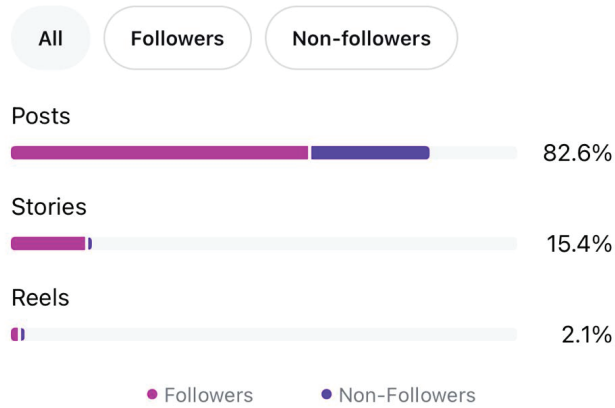 All Followers Non-followers
Posts
82.6%
Stories
15.4%
Reels
2.1%
Followers Non-Followers